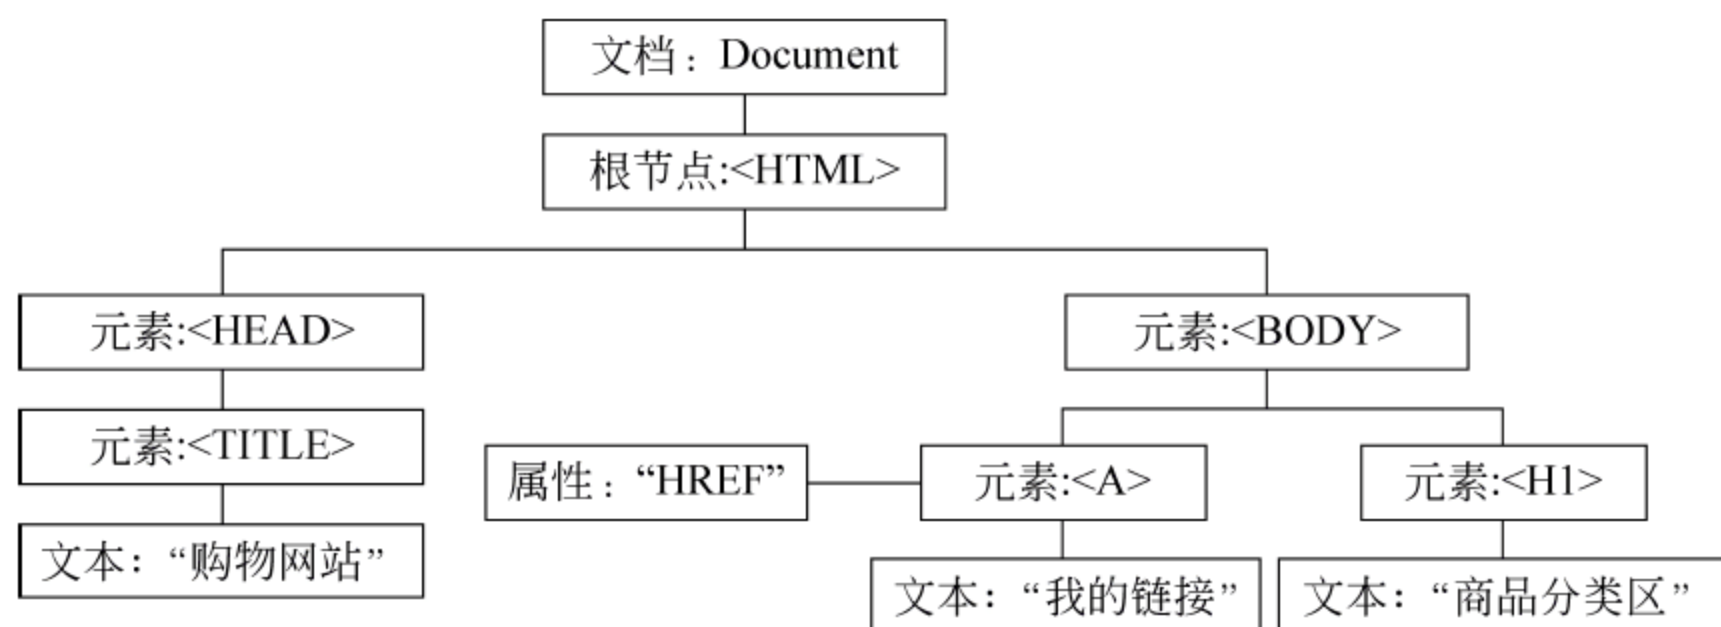 文档：Document
根节点:<HTML>
元素:<HEAD>
元素:<BODY>
元素:<TITLE>
属性：“HREF”
元素:<A>
元素:<H1>
文本：“购物网站”
文本：“我的链接”
文本：“商品分类区”